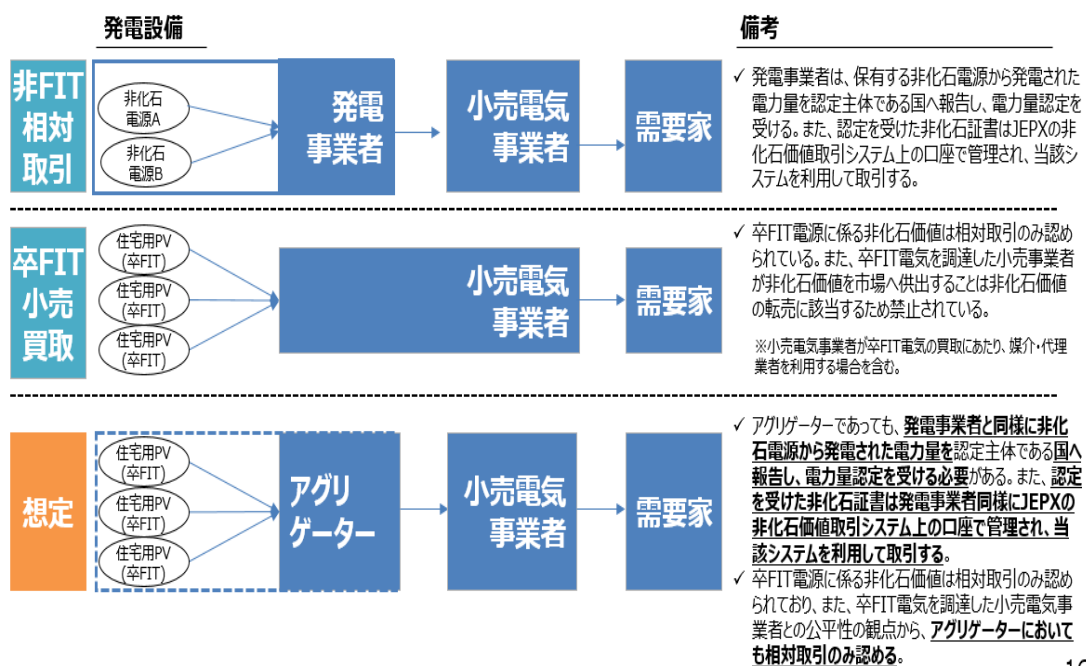 発電設備
備考
非FIT
相対
取引
非化石
電源A
非化石
電源B
発電
事業者
小売電気
事業者
需要家
✓ 発電事業者は、保有する非化石電源から発電された
電力量を認定主体である国へ報告し、電力量認定を
受ける。また、認定を受けた非化石証書はJEPXの非
化石価値取引システム上の口座で管理され、当該シ
ステムを利用して取引する。
卒FIT
小売
買取
住宅用PV
(卒FIT)
住宅用PV
(卒FIT)
住宅用PV
(卒FIT)
小売電気
事業者
需要家
✓ 卒FIT電源に係る非化石価値は相対取引のみ認め
られている。また、卒FIT電気を調達した小売事業者
が非化石価値を市場へ供出することは非化石価値
の転売に該当するため禁止されている。
※小売電気事業者が卒FIT電気の買取にあたり、媒介・代理
業者を利用する場合を含む。
想定
住宅用PV
(卒FIT)
住宅用PV
(卒FIT)
住宅用PV
(卒FIT)
アグリ
ゲーター
小売電気
事業者
需要家
✓ アグリゲーターであっても、発電事業者と同様に非化
石電源から発電された電力量を認定主体である国へ
報告し、電力量認定を受ける必要がある。また、認定
を受けた非化石証書は発電事業者同様にJEPXの
非化石価値取引システム上の口座で管理され、当
該システムを利用して取引する。
✓ 卒FIT電源に係る非化石価値は相対取引のみ認め
られており、また、卒FIT電気を調達した小売電気事
業者との公平性の観点から、アグリゲーターにおいて
も相対取引のみ認める。